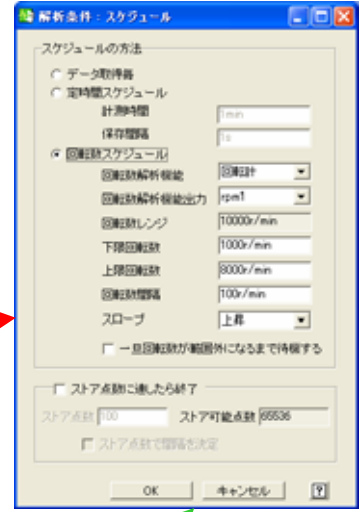 解析条件：スケジュール
スケジュールの方法
データ取得毎
定時間スケジュール
計測時間 1min
保存間隔 1s
回転数スケジュール
回転数解析機能 回転計
回転数解析機能出力 rpm1
回転数レンジ 10000r/min
下限回転数 1000r/min
上限回転数 8000r/min
回転数間隔 100r/min
スロープ 上昇
一旦回転数が範囲外になるまで待機する
ストア点数に達したら終了
ストア点数 100 ストア可能点数 65536
ストア点数で間隔を決定
OK キャンセル ?